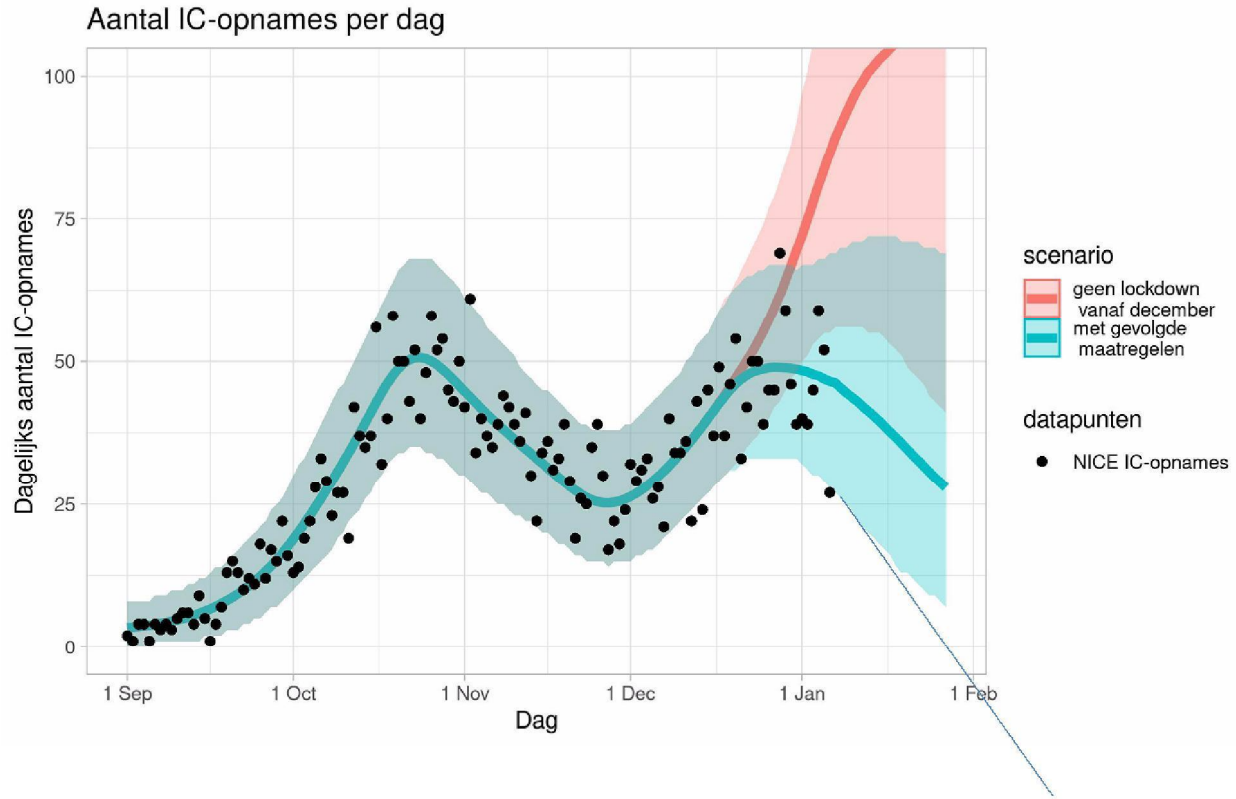 Aantal IC-opnames per dag
100
75
50
25
0
Dagelijks aantal IC-opnames
1 Sep
1 Oct
1 Nov
1 Dec
1 Jan
1 Feb
Dag
scenario
geen lockdown
vanaf december
met gevolgde
maatregelen
datapunten
NICE IC-opnames